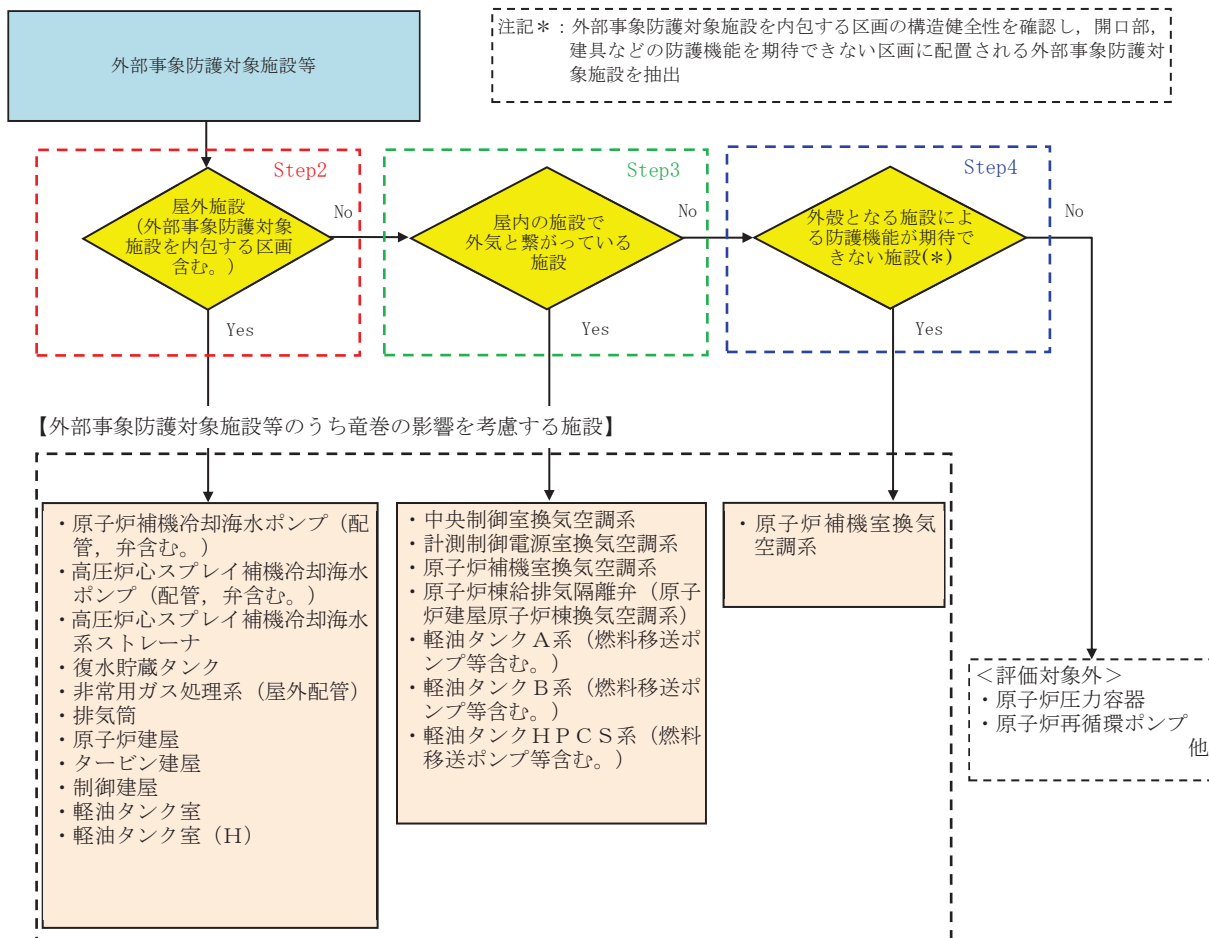 外部事象防護対象施設等
注記＊：外部事象防護対象施設を内包する区画の構造健全性を確認し，開口部，
建具などの防護機能を期待できない区画に配置される外部事象防護対
象施設を抽出
Step2
屋外施設
（外部事象防護対象
施設を内包する区画
含む。）
No
Yes
Step3
屋内の施設で
外気と繋がっている
施設
No
Yes
Step4
外殻となる施設によ
る防護機能が期待で
きない施設(＊)
No
Yes
【外部事象防護対象施設等のうち竜巻の影響を考慮する施設】
・原子炉補機冷却海水ポンプ（配
管，弁含む。）
・高圧炉心スプレイ補機冷却海水
ポンプ（配管，弁含む。）
・高圧炉心スプレイ補機冷却海水
系ストレーナ
・復水貯蔵タンク
・非常用ガス処理系（屋外配管）
・排気筒
・原子炉建屋
・タービン建屋
・制御建屋
・軽油タンク室
・軽油タンク室（H）
・中央制御室換気空調系
・計測制御電源室換気空調系
・原子炉補機室換気空調系
・原子炉棟給排気隔離弁（原子
炉建屋原子炉棟換気空調系）
・軽油タンクＡ系（燃料移送ポ
ンプ等含む。）
・軽油タンクＢ系（燃料移送ポ
ンプ等含む。）
・軽油タンクＨＰＣＳ系（燃料
移送ポンプ等含む。）
・原子炉補機室換気
空調系
＜評価対象外＞
・原子炉圧力容器
・原子炉再循環ポンプ
他